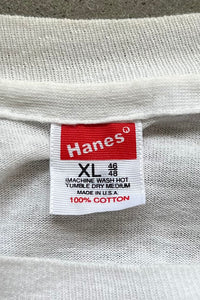 Hanes®
XL 46/48
MACHINE WASH HOT
TUMBLE DRY MEDIUM
MADE IN U.S.A.
100% COTTON